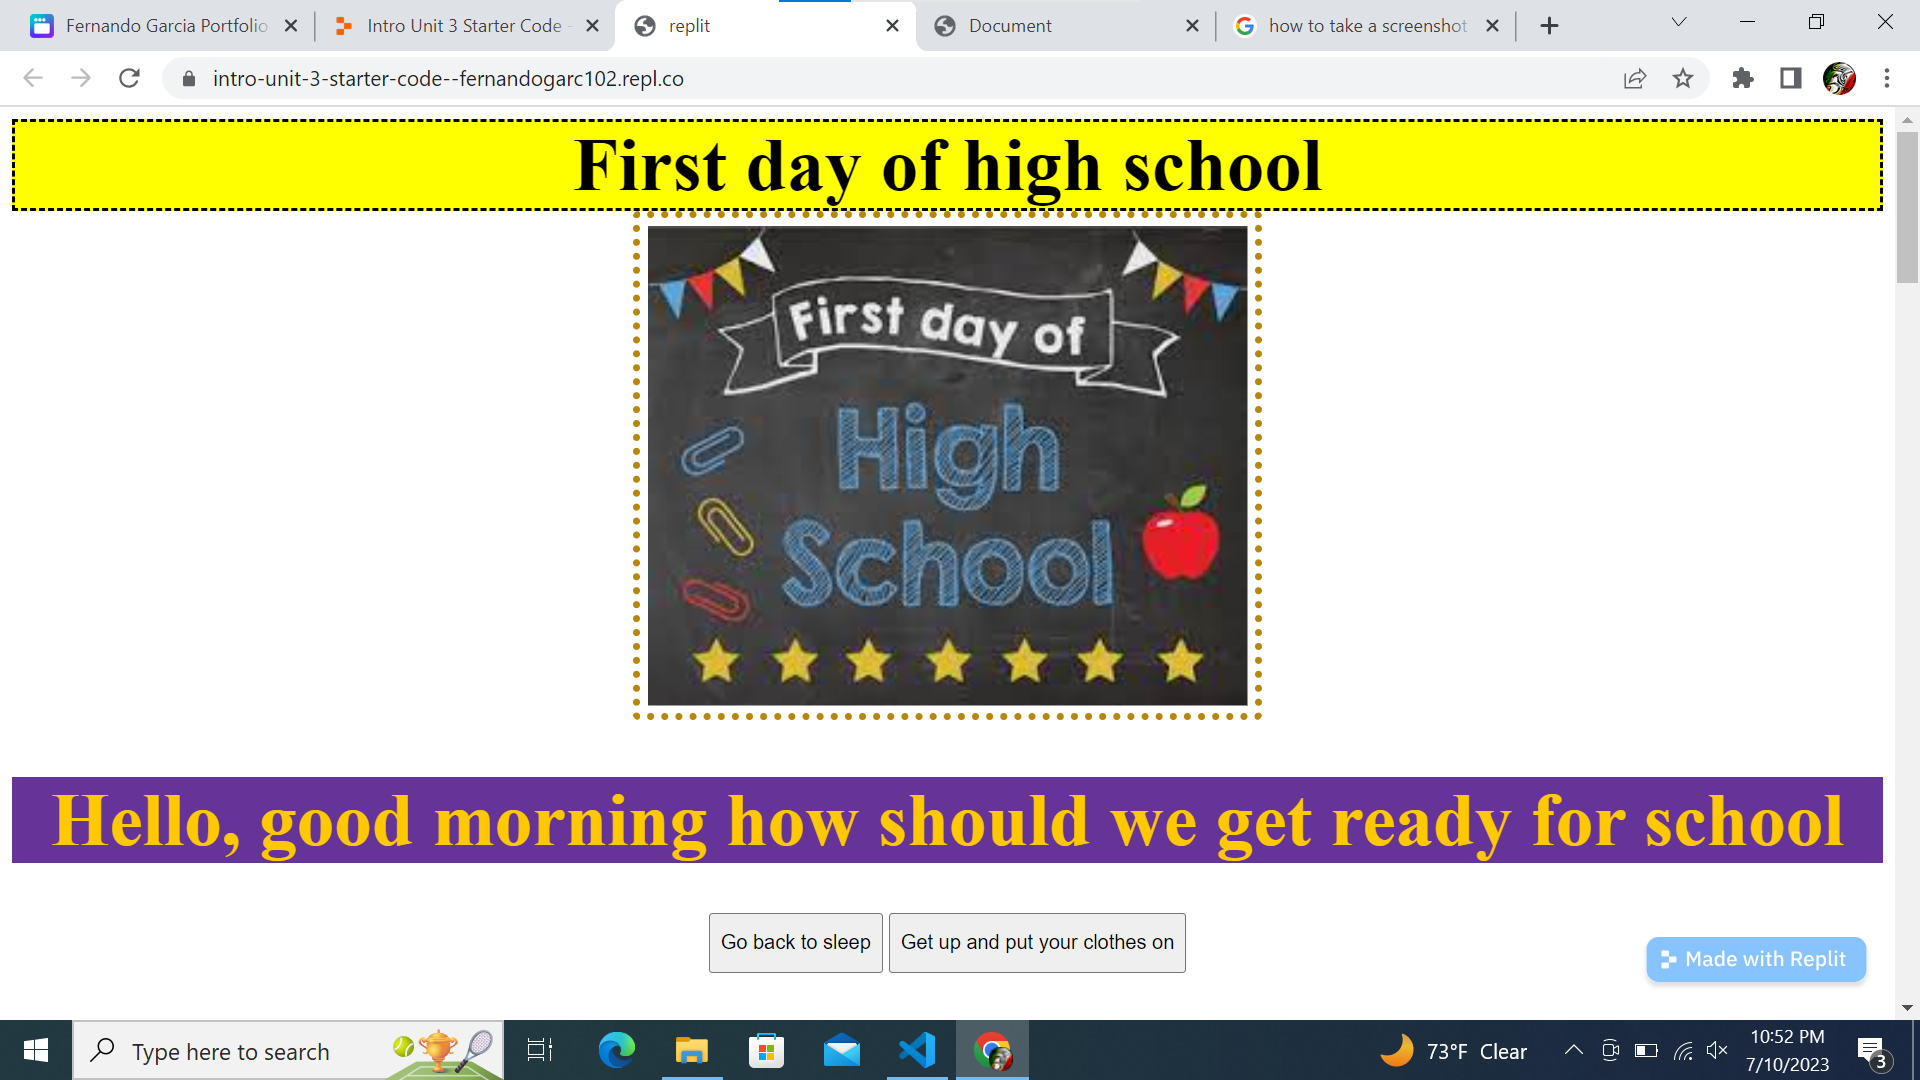 Fernando Garcia Portfolio
Intro Unit 3 Starter Code -
replit
Document
how to take a screenshot
intro-unit-3-starter-code--fernandogarc102.repl.co
First day of high school
First day of
High
School
Hello, good morning how should we get ready for school
Go back to sleep
Get up and put your clothes on
Made with Replit
Type here to search
73°F Clear
10:52 PM
7/10/2023
3